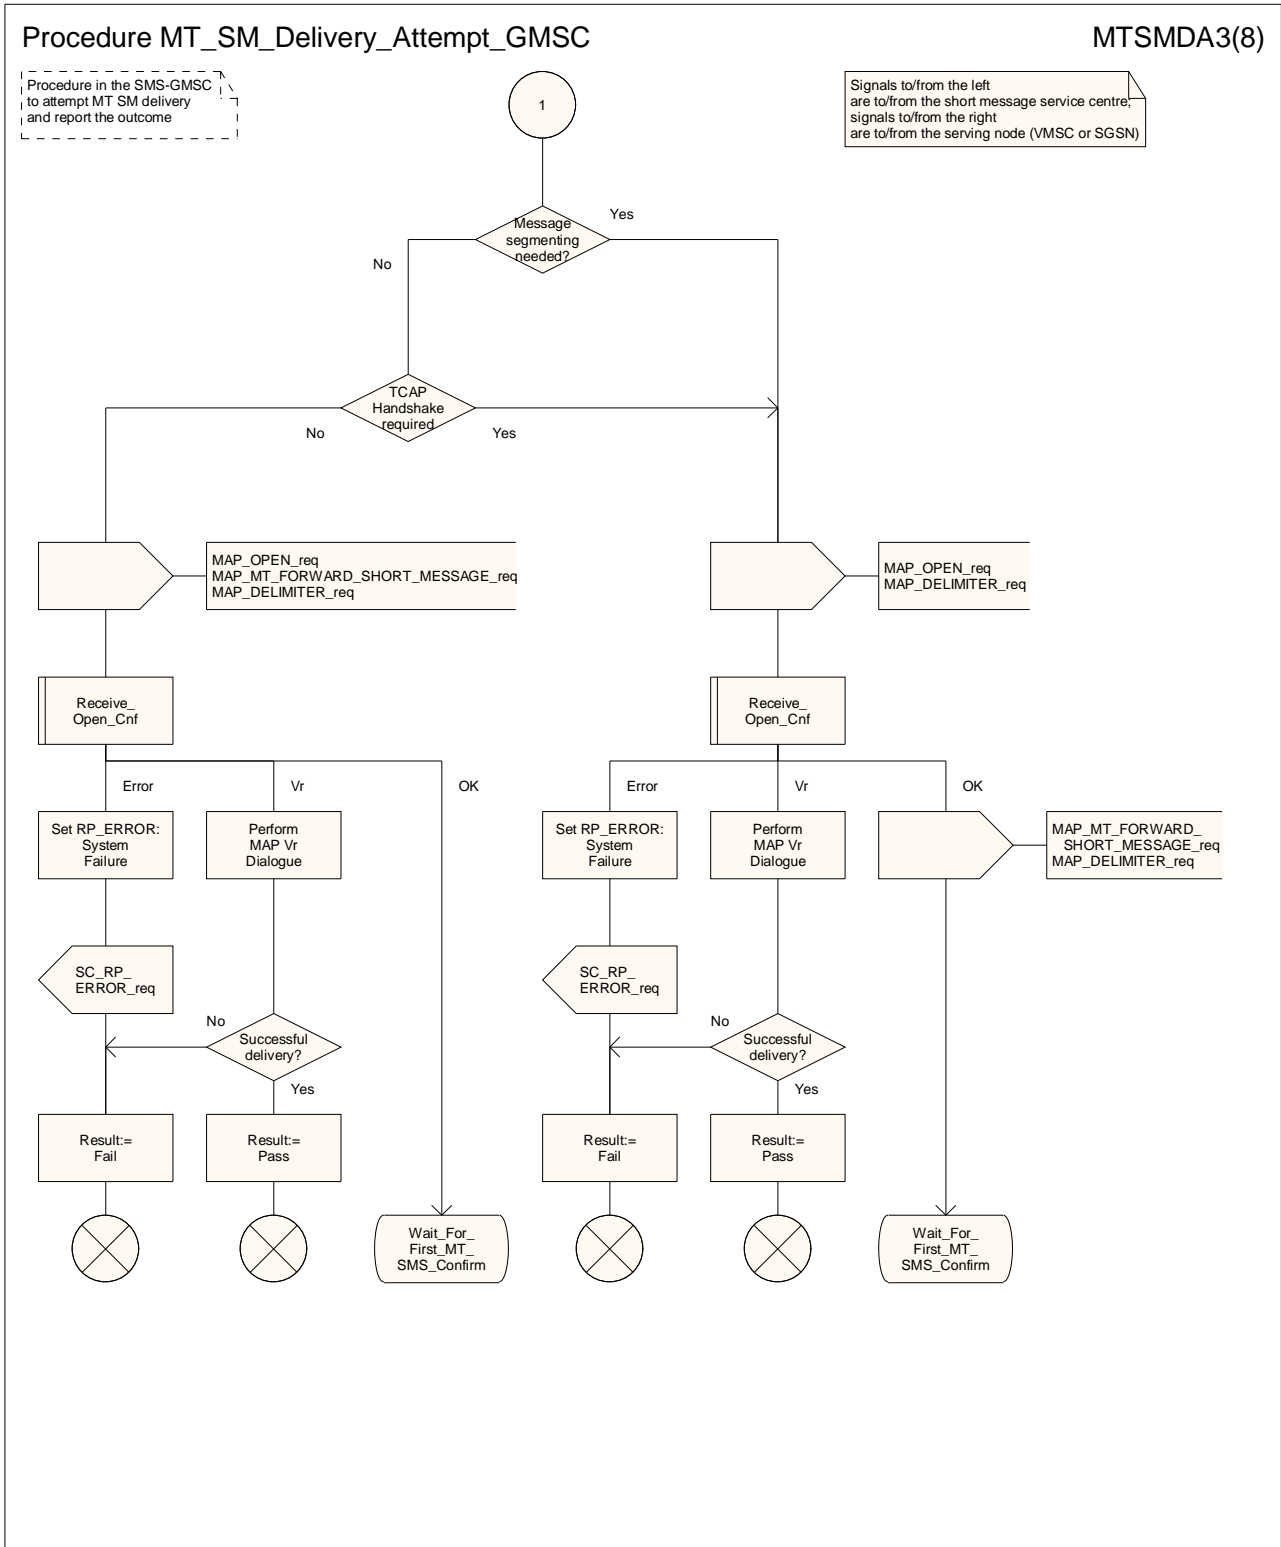 Procedure MT_SM_Delivery_Attempt_GMSC
MTSMDA3(8)
Procedure in the SMS-GMSC
to attempt MT SM delivery
and report the outcome
1
Signals to/from the left
are to/from the short message service centre;
signals to/from the right
are to/from the serving node (VMSC or SGSN)
Message
segmenting
needed?
Yes
No
TCAP
Handshake
required
No
Yes
MAP_OPEN_req
MAP_MT_FORWARD_SHORT_MESSAGE_req
MAP_DELIMITER_req
MAP_OPEN_req
MAP_DELIMITER_req
Receive_
Open_Cnf
Receive_
Open_Cnf
Error
Vr
OK
Error
Vr
OK
Set RP_ERROR:
System
Failure
Perform
MAP Vr
Dialogue
Set RP_ERROR:
System
Failure
Perform
MAP Vr
Dialogue
MAP_MT_FORWARD_
SHORT_MESSAGE_req
MAP_DELIMITER_req
SC_RP_
ERROR_req
SC_RP_
ERROR_req
No
Successful
delivery?
Yes
No
Successful
delivery?
Yes
Result:=
Fail
Result:=
Pass
Result:=
Fail
Result:=
Pass
Wait_For_
First_MT_
SMS_Confirm
Wait_For_
First_MT_
SMS_Confirm